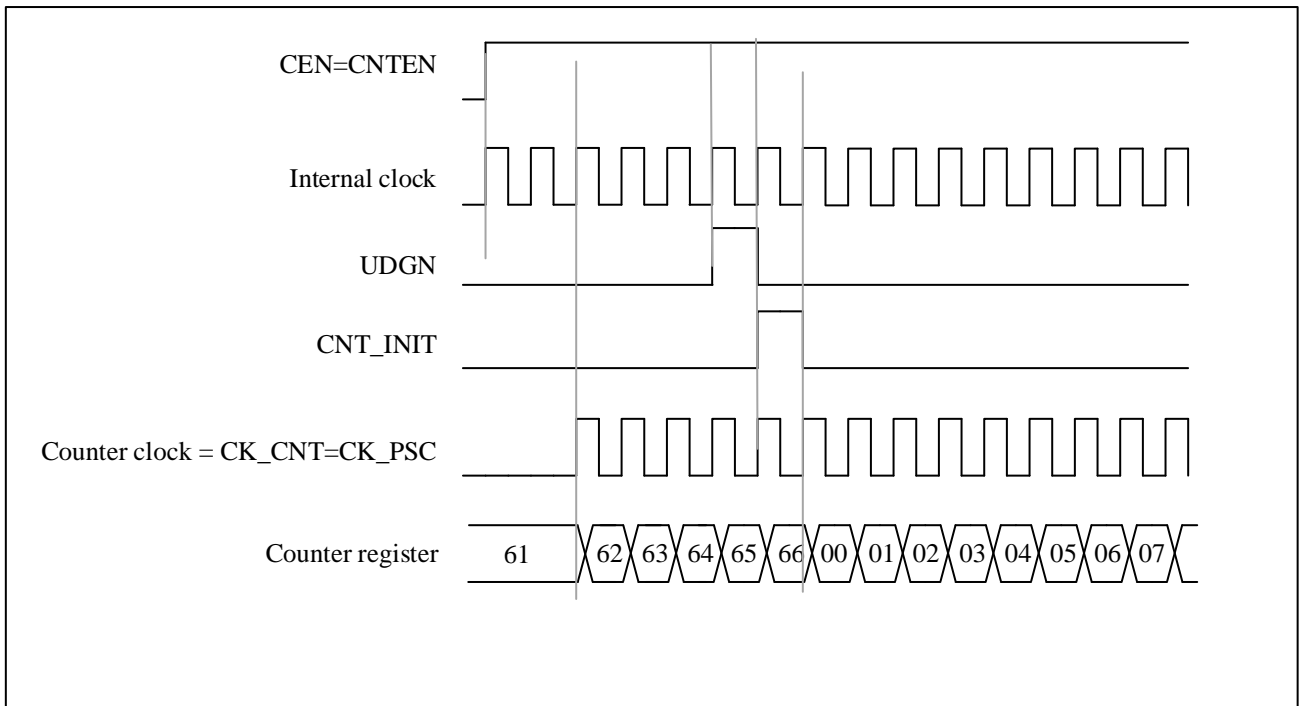 CEN=CNTEN
Internal clock
UDGN
CNT_INIT
Counter clock = CK_CNT=CK_PSC
Counter register 61 62 63 64 65 66 00 01 02 03 04 05 06 07